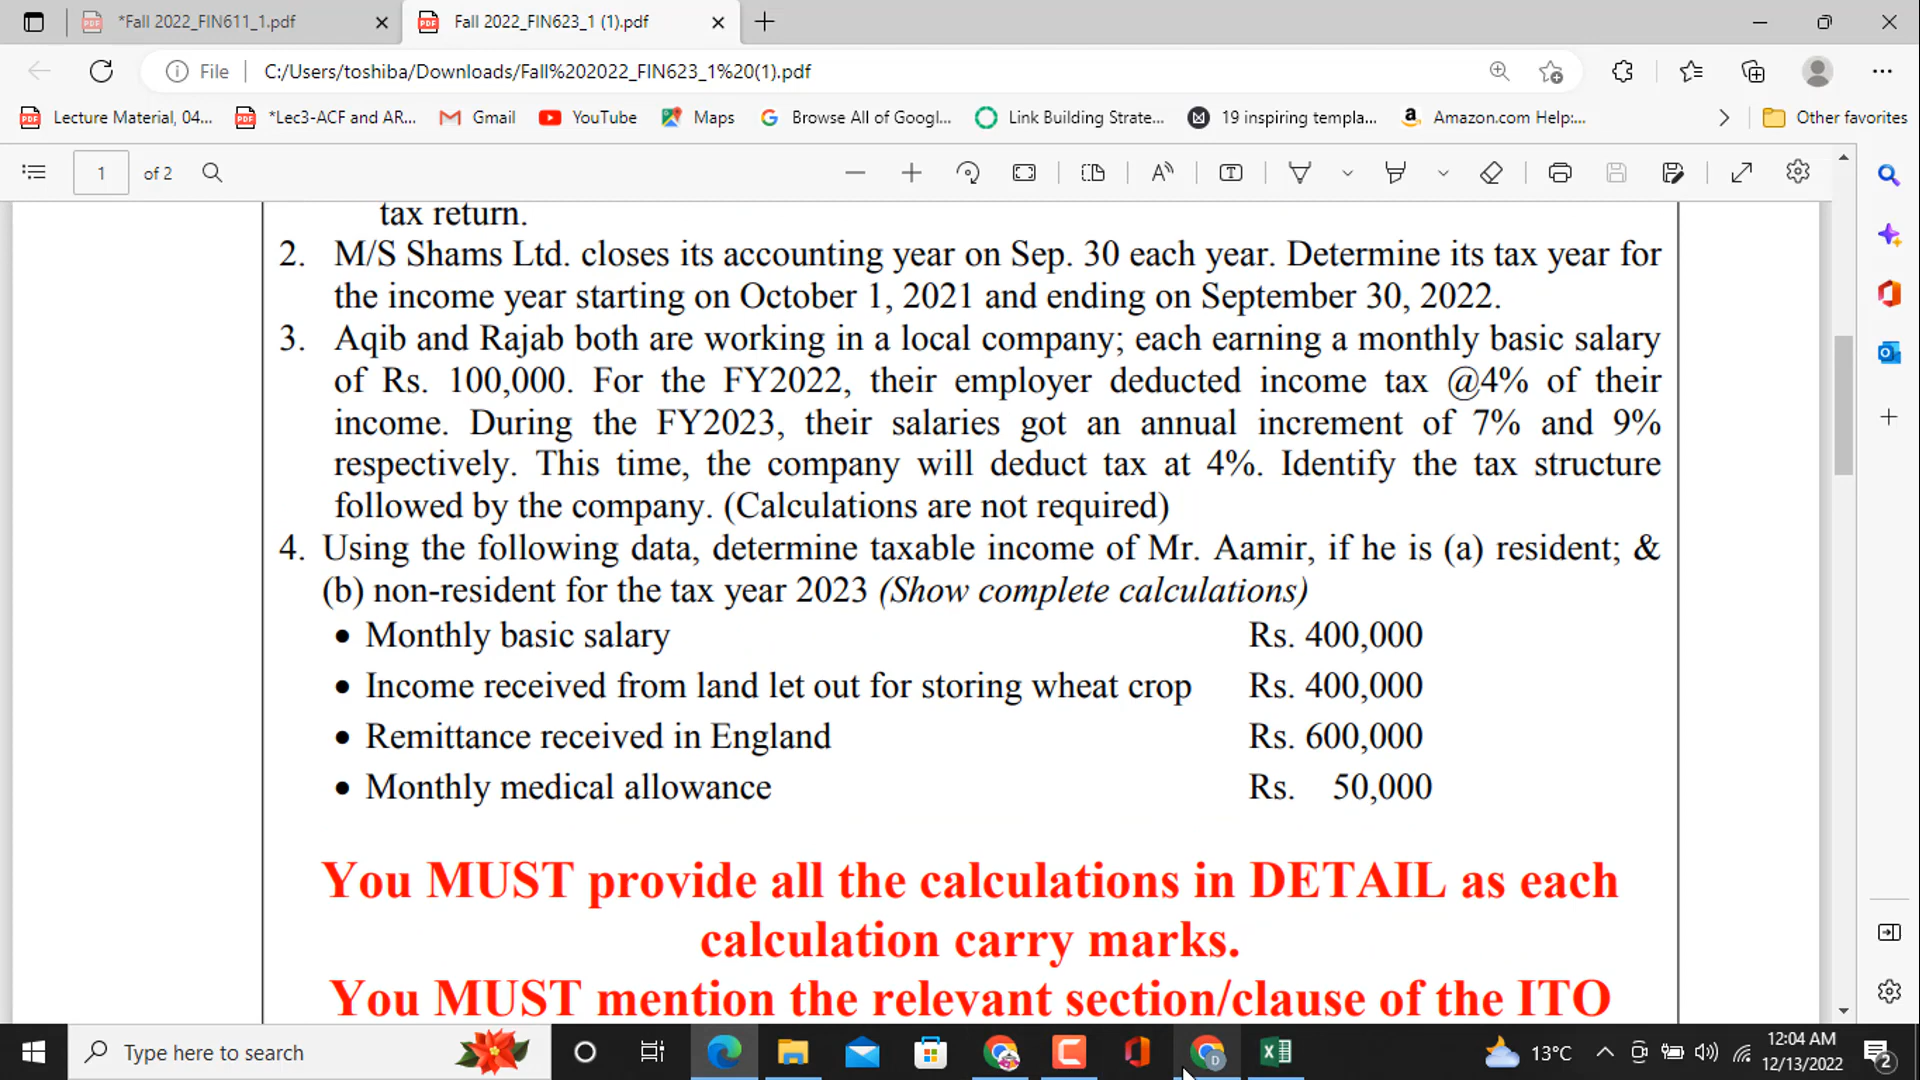 *Fall 2022_FIN611_1.pdf
Fall 2022_FIN623_1 (1).pdf
File
C:/Users/toshiba/Downloads/Fall%202022_FIN623_1%20(1).pdf
Lecture Material, 04...
*Lec3-ACF and AR...
Gmail
YouTube
Maps
Browse All of Googl...
Link Building Strate...
19 inspiring templa...
Amazon.com Help:...
Other favorites
1 of 2
tax return.
2. M/S Shams Ltd. closes its accounting year on Sep. 30 each year. Determine its tax year for
the income year starting on October 1, 2021 and ending on September 30, 2022.
3. Aqib and Rajab both are working in a local company; each earning a monthly basic salary
of Rs. 100,000. For the FY2022, their employer deducted income tax @4% of their
income. During the FY2023, their salaries got an annual increment of 7% and 9%
respectively. This time, the company will deduct tax at 4%. Identify the tax structure
followed by the company. (Calculations are not required)
4. Using the following data, determine taxable income of Mr. Aamir, if he is (a) resident; &
(b) non-resident for the tax year 2023 (Show complete calculations)
• Monthly basic salary Rs. 400,000
• Income received from land let out for storing wheat crop Rs. 400,000
• Remittance received in England Rs. 600,000
• Monthly medical allowance Rs. 50,000
You MUST provide all the calculations in DETAIL as each
calculation carry marks.
You MUST mention the relevant section/clause of the ITO
Type here to search
13°C
12:04 AM
12/13/2022
2